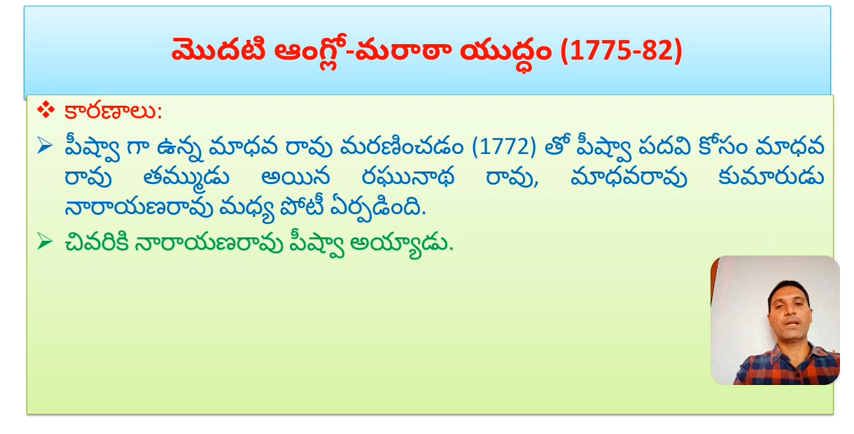 మొదటి ఆంగ్లో-మరాఠా యుద్ధం (1775-82)
❖ కారణాలు:
➢ పీష్వా గా ఉన్న మాధవ రావు మరణించడం (1772) తో పీష్వా పదవి కోసం మాధవ
రావు తమ్ముడు అయిన రఘునాథ రావు, మాధవరావు కుమారుడు
నారాయణరావు మధ్య పోటీ ఏర్పడింది.
➢ చివరికి నారాయణరావు పీష్వా అయ్యాడు.